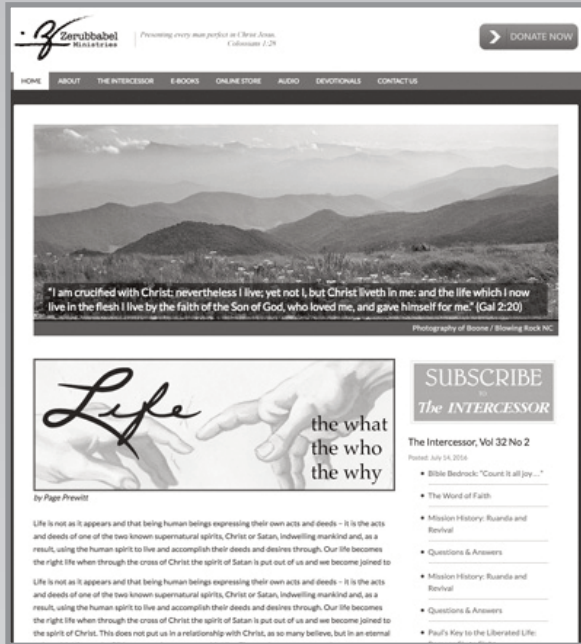 Zerubbabel
Ministries
Presenting every man perfect in Christ Jesus.
Colossians 1:28
DONATE NOW
HOME ABOUT THE INTERCESSOR E-BOOKS ONLINE STORE AUDIO DEVOTIONALS CONTACT US
"I am crucified with Christ: nevertheless I live; yet not I, but Christ liveth in me: and the life which I now
live in the flesh I live by the faith of the Son of God, who loved me, and gave himself for me." (Gal 2:20)
Photography of Boone / Blowing Rock NC
Life
the what
the who
the why
by Page Prewitt
Life is not as it appears and that being human beings expressing their own acts and deeds – it is the acts
and deeds of one of the two known supernatural spirits, Christ or Satan, indwelling mankind and, as a
result, using the human spirit to live and accomplish their deeds and desires through. Our life becomes
the right life when through the cross of Christ the spirit of Satan is put out of us and we become joined to
Life is not as it appears and that being human beings expressing their own acts and deeds – it is the acts
and deeds of one of the two known supernatural spirits, Christ or Satan, indwelling mankind and, as a
result, using the human spirit to live and accomplish their deeds and desires through. Our life becomes
the right life when through the cross of Christ the spirit of Satan is put out of us and we become joined to
the spirit of Christ. This does not put us in a relationship with Christ, as so many believe, but in an eternal
SUBSCRIBE
TO
The INTERCESSOR
The Intercessor, Vol 32 No 2
Posted: July 14, 2016
Bible Bedrock: "Count it all joy…"
The Word of Faith
Mission History: Ruanda and
Revival
Questions & Answers
Mission History: Ruanda and
Revival
Questions & Answers
Paul's Key to the Liberated Life: